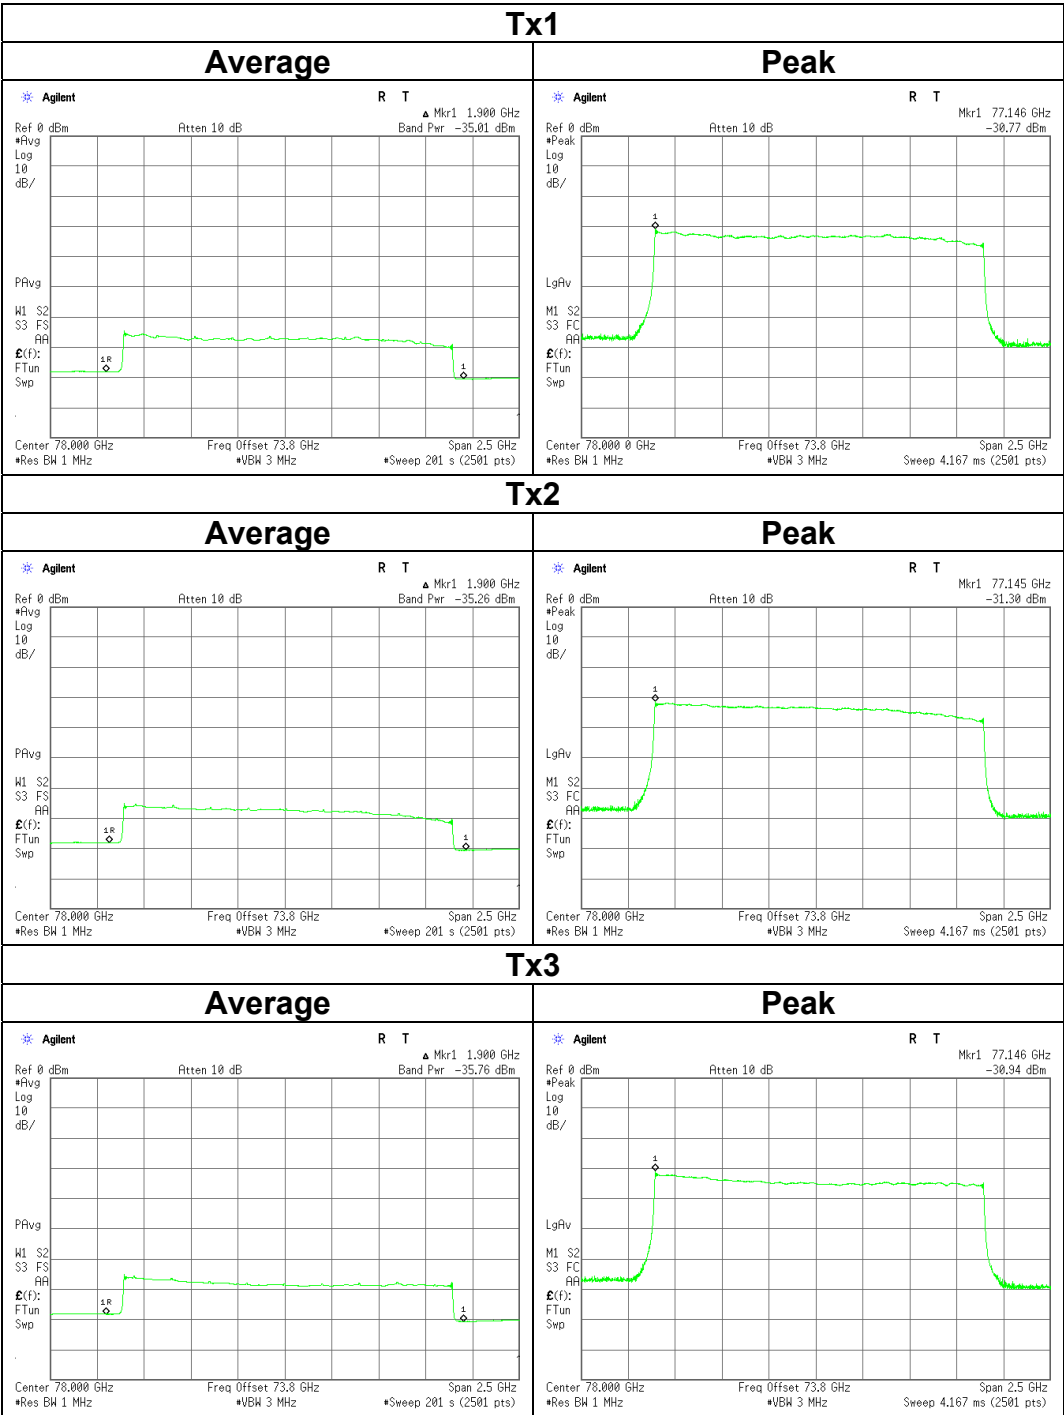 Tx1
Average
Peak
Agilent R T
Δ Mkr1 1.900 GHz
Ref 0 dBm Atten 10 dB Band Pwr -35.01 dBm
#Avg
Log
10
dB/
PAvg
W1 S2
S3 FS
AA
£(f):
FTun
Swp
1R
1
Center 78.000 GHz Freq Offset 73.8 GHz Span 2.5 GHz
#Res BW 1 MHz #VBW 3 MHz #Sweep 201 s (2501 pts)
Agilent R T
Mkr1 77.146 GHz
Ref 0 dBm Atten 10 dB -30.77 dBm
#Peak
Log
10
dB/
1
LgAv
M1 S2
S3 FC
AA
£(f):
FTun
Swp
Center 78.000 0 GHz Freq Offset 73.8 GHz Span 2.5 GHz
#Res BW 1 MHz #VBW 3 MHz Sweep 4.167 ms (2501 pts)
Tx2
Average
Peak
Agilent R T
Δ Mkr1 1.900 GHz
Ref 0 dBm Atten 10 dB Band Pwr -35.26 dBm
#Avg
Log
10
dB/
PAvg
W1 S2
S3 FS
AA
£(f):
FTun
Swp
1R
1
Center 78.000 GHz Freq Offset 73.8 GHz Span 2.5 GHz
#Res BW 1 MHz #VBW 3 MHz #Sweep 201 s (2501 pts)
Agilent R T
Mkr1 77.145 GHz
Ref 0 dBm Atten 10 dB -31.30 dBm
#Peak
Log
10
dB/
1
LgAv
M1 S2
S3 FC
AA
£(f):
FTun
Swp
Center 78.000 GHz Freq Offset 73.8 GHz Span 2.5 GHz
#Res BW 1 MHz #VBW 3 MHz Sweep 4.167 ms (2501 pts)
Tx3
Average
Peak
Agilent R T
Δ Mkr1 1.900 GHz
Ref 0 dBm Atten 10 dB Band Pwr -35.76 dBm
#Avg
Log
10
dB/
PAvg
W1 S2
S3 FS
AA
£(f):
FTun
Swp
1R
1
Center 78.000 GHz Freq Offset 73.8 GHz Span 2.5 GHz
#Res BW 1 MHz #VBW 3 MHz #Sweep 201 s (2501 pts)
Agilent R T
Mkr1 77.146 GHz
Ref 0 dBm Atten 10 dB -30.94 dBm
#Peak
Log
10
dB/
1
LgAv
M1 S2
S3 FC
AA
£(f):
FTun
Swp
Center 78.000 GHz Freq Offset 73.8 GHz Span 2.5 GHz
#Res BW 1 MHz #VBW 3 MHz Sweep 4.167 ms (2501 pts)